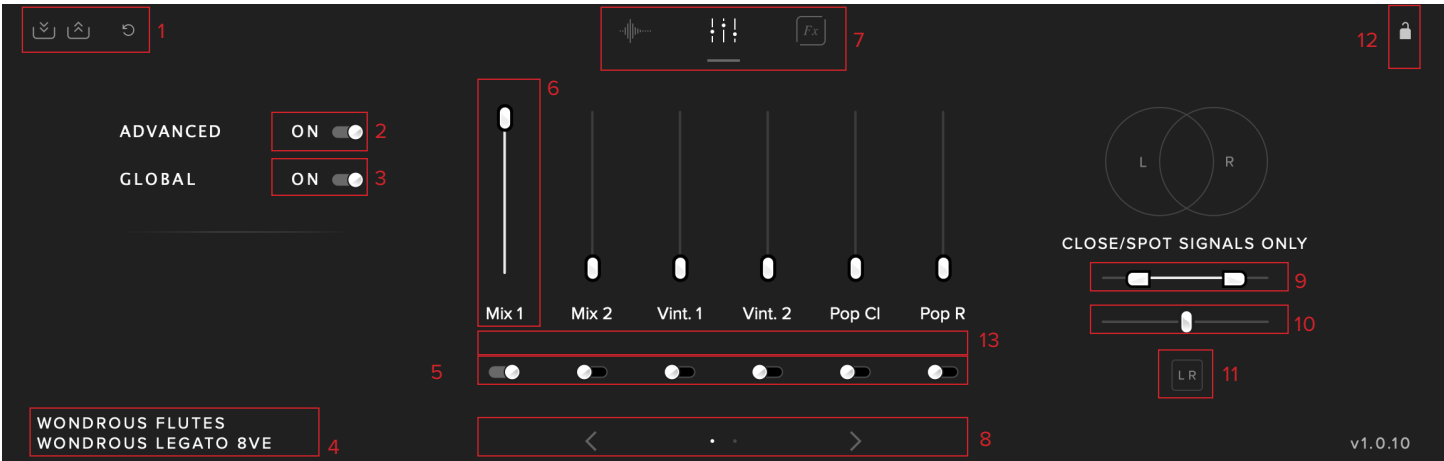 1
7
Fx
12
6
ADVANCED ON 2
GLOBAL ON 3
L R
CLOSE/SPOT SIGNALS ONLY
9
Mix 1 Mix 2 Vint. 1 Vint. 2 Pop Cl Pop R
10
13
5
L R 11
WONDROUS FLUTES
WONDROUS LEGATO 8VE
4
8
v1.0.10